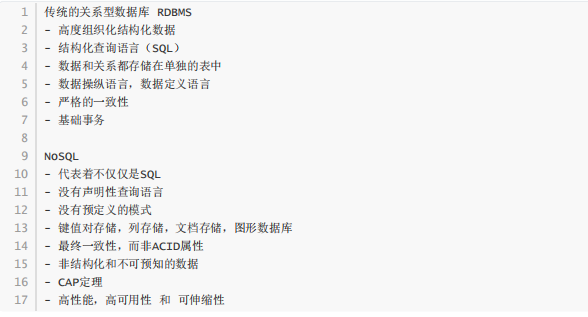 1 传统的关系型数据库 RDBMS
2 - 高度组织化结构化数据
3 - 结构化查询语言（SQL）
4 - 数据和关系都存储在单独的表中
5 - 数据操纵语言，数据定义语言
6 - 严格的一致性
7 - 基础事务
8
9 NoSQL
10 - 代表着不仅仅是SQL
11 - 没有声明性查询语言
12 - 没有预定义的模式
13 - 键值对存储，列存储，文档存储，图形数据库
14 - 最终一致性，而非ACID属性
15 - 非结构化和不可预知的数据
16 - CAP定理
17 - 高性能，高可用性 和 可伸缩性